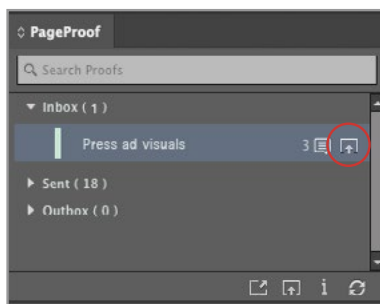 PageProof
Search Proofs
Inbox ( 1 )
Press ad visuals 3
Sent ( 18 )
Outbox ( 0 )